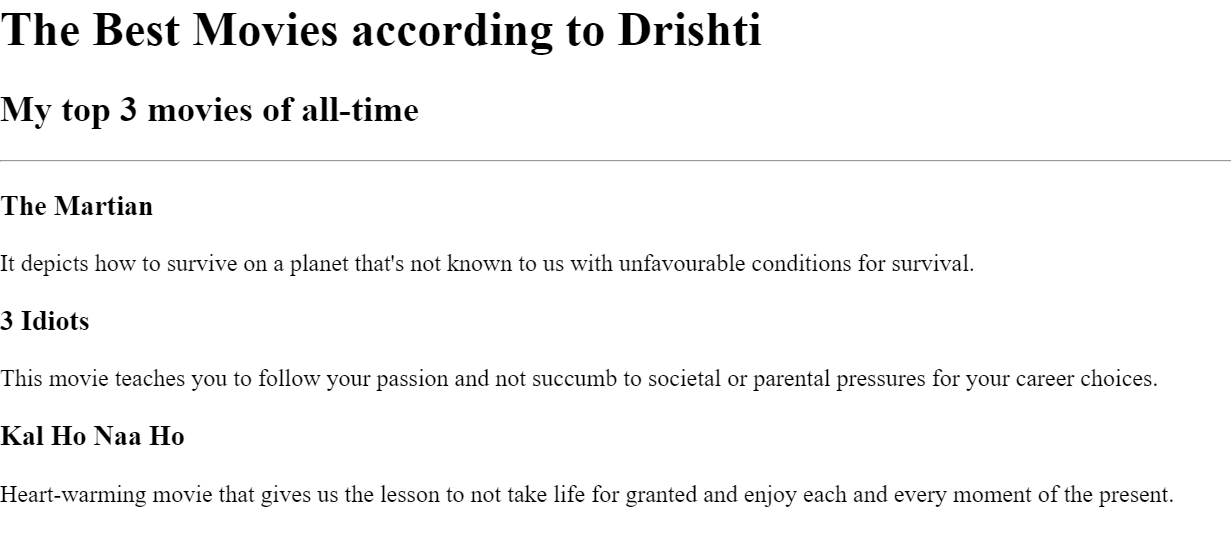 The Best Movies according to Drishti
My top 3 movies of all-time
The Martian
It depicts how to survive on a planet that's not known to us with unfavourable conditions for survival.
3 Idiots
This movie teaches you to follow your passion and not succumb to societal or parental pressures for your career choices.
Kal Ho Naa Ho
Heart-warming movie that gives us the lesson to not take life for granted and enjoy each and every moment of the present.